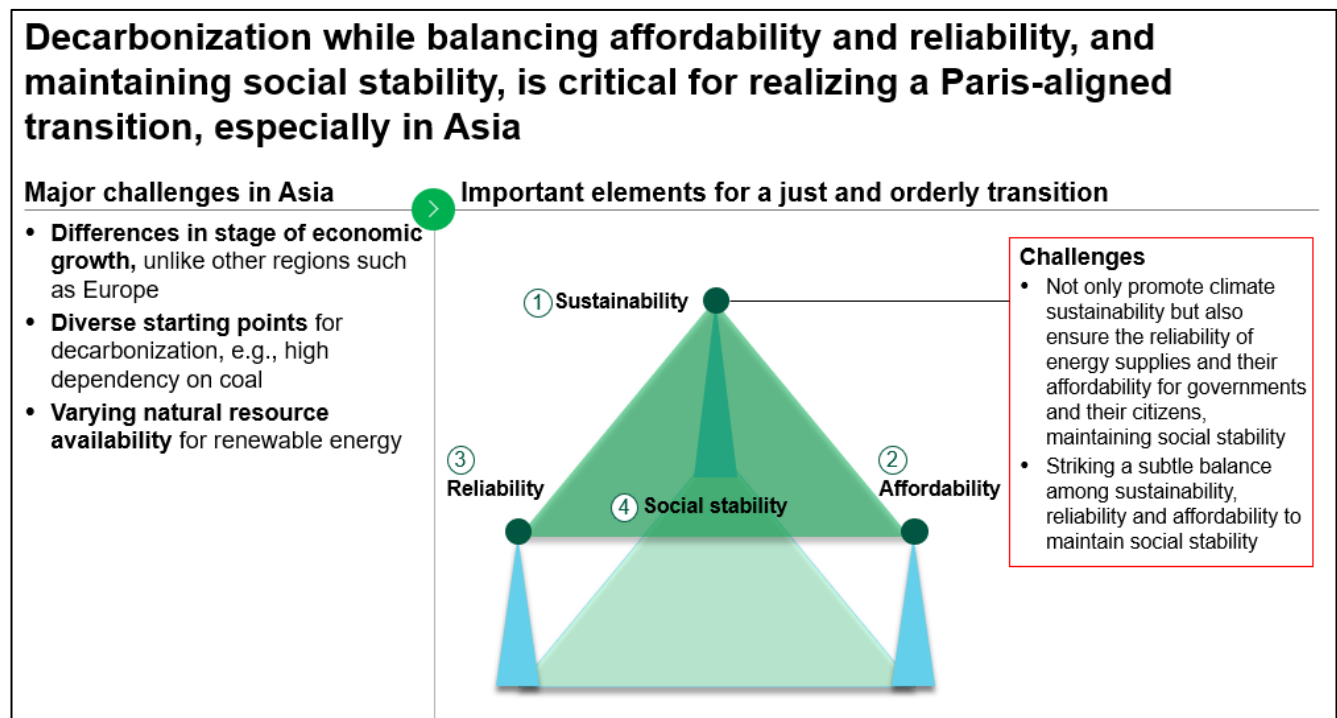 Decarbonization while balancing affordability and reliability, and
maintaining social stability, is critical for realizing a Paris-aligned
transition, especially in Asia
Major challenges in Asia
• Differences in stage of economic
growth, unlike other regions such
as Europe
• Diverse starting points for
decarbonization, e.g., high
dependency on coal
• Varying natural resource
availability for renewable energy
Important elements for a just and orderly transition
1 Sustainability
3
Reliability
2
Affordability
4 Social stability
Challenges
• Not only promote climate
sustainability but also
ensure the reliability of
energy supplies and their
affordability for governments
and their citizens,
maintaining social stability
• Striking a subtle balance
among sustainability,
reliability and affordability to
maintain social stability